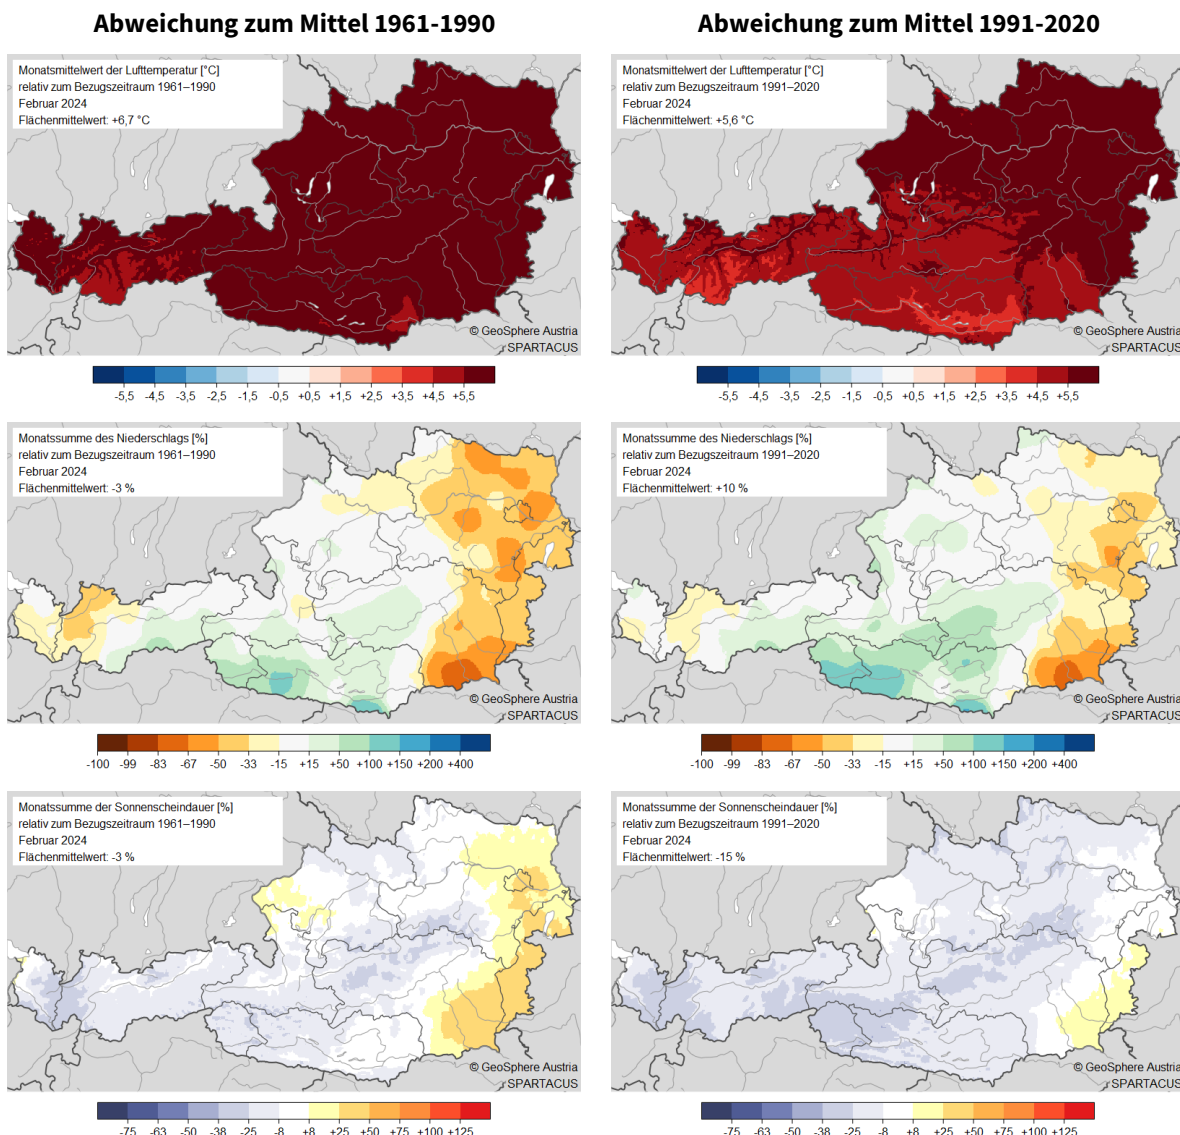 Abweichung zum Mittel 1961-1990
Abweichung zum Mittel 1991-2020
Monatsmittelwert der Lufttemperatur [°C]
relativ zum Bezugszeitraum 1961–1990
Februar 2024
Flächenmittelwert: +6,7 °C
© GeoSphere Austria
SPARTACUS
-5,5 -4,5 -3,5 -2,5 -1,5 -0,5 +0,5 +1,5 +2,5 +3,5 +4,5 +5,5
Monatsmittelwert der Lufttemperatur [°C]
relativ zum Bezugszeitraum 1991–2020
Februar 2024
Flächenmittelwert: +5,6 °C
© GeoSphere Austria
SPARTACUS
-5,5 -4,5 -3,5 -2,5 -1,5 -0,5 +0,5 +1,5 +2,5 +3,5 +4,5 +5,5
Monatssumme des Niederschlags [%]
relativ zum Bezugszeitraum 1961–1990
Februar 2024
Flächenmittelwert: -3 %
© GeoSphere Austria
SPARTACUS
-100 -99 -83 -67 -50 -33 -15 +15 +50 +100 +150 +200 +400
Monatssumme des Niederschlags [%]
relativ zum Bezugszeitraum 1991–2020
Februar 2024
Flächenmittelwert: +10 %
© GeoSphere Austria
SPARTACUS
-100 -99 -83 -67 -50 -33 -15 +15 +50 +100 +150 +200 +400
Monatssumme der Sonnenscheindauer [%]
relativ zum Bezugszeitraum 1961–1990
Februar 2024
Flächenmittelwert: -3 %
© GeoSphere Austria
SPARTACUS
-75 -63 -50 -38 -25 -8 +8 +25 +50 +75 +100 +125
Monatssumme der Sonnenscheindauer [%]
relativ zum Bezugszeitraum 1991–2020
Februar 2024
Flächenmittelwert: -15 %
© GeoSphere Austria
SPARTACUS
-75 -63 -50 -38 -25 -8 +8 +25 +50 +75 +100 +125